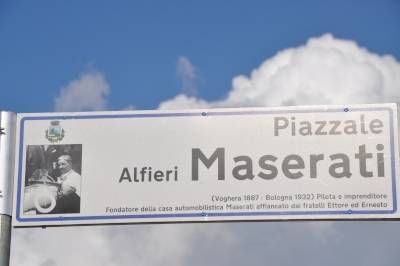 Piazzale
Alfieri Maserati
(Voghera 1887 - Bologna 1932) Pilota e imprenditore
Fondatore della casa automobilistica Maserati affiancato dai fratelli Ettore ed Ernesto